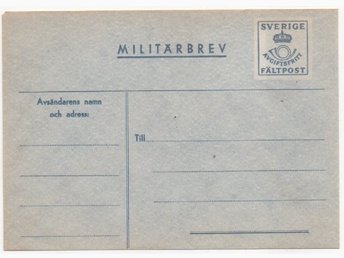 MILITÄRBREV
SVERIGE
AVGIFTSFRITT
FÄLTPOST
Avsändarens namn
och adress:
Till